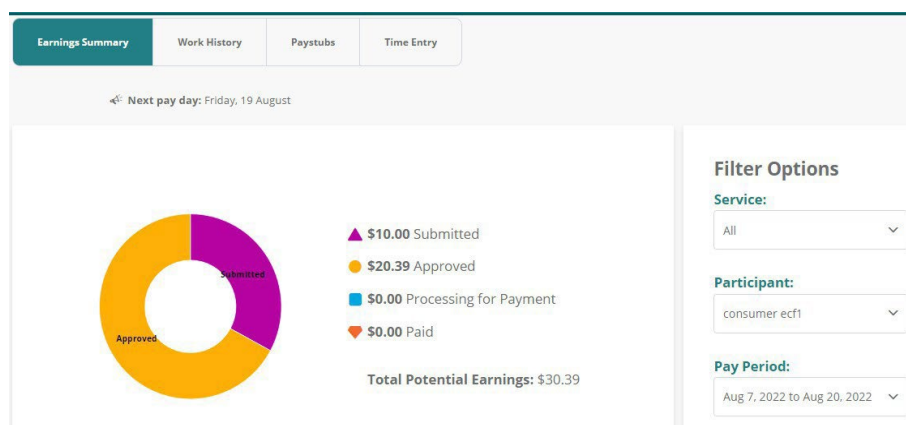 Earnings Summary
Work History
Paystubs
Time Entry
Next pay day: Friday, 19 August
Submitted
Approved
$10.00 Submitted
$20.39 Approved
$0.00 Processing for Payment
$0.00 Paid
Total Potential Earnings: $30.39
Filter Options
Service:
All
Participant:
consumer ecf1
Pay Period:
Aug 7, 2022 to Aug 20, 2022